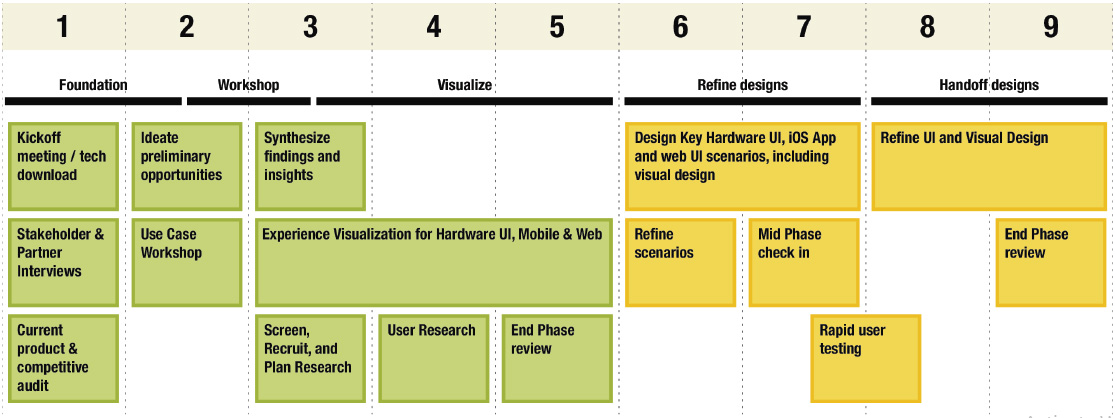 1 2 3 4 5 6 7 8 9
Foundation Workshop Visualize Refine designs Handoff designs
Kickoff
meeting / tech
download
Ideate
preliminary
opportunities
Synthesize
findings and
insights
Design Key Hardware UI, iOS App
and web UI scenarios, including
visual design
Refine UI and Visual Design
Stakeholder &
Partner
Interviews
Use Case
Workshop
Experience Visualization for Hardware UI, Mobile & Web
Refine
scenarios
Mid Phase
check in
End Phase
review
Current
product &
competitive
audit
Screen,
Recruit, and
Plan Research
User Research
End Phase
review
Rapid user
testing